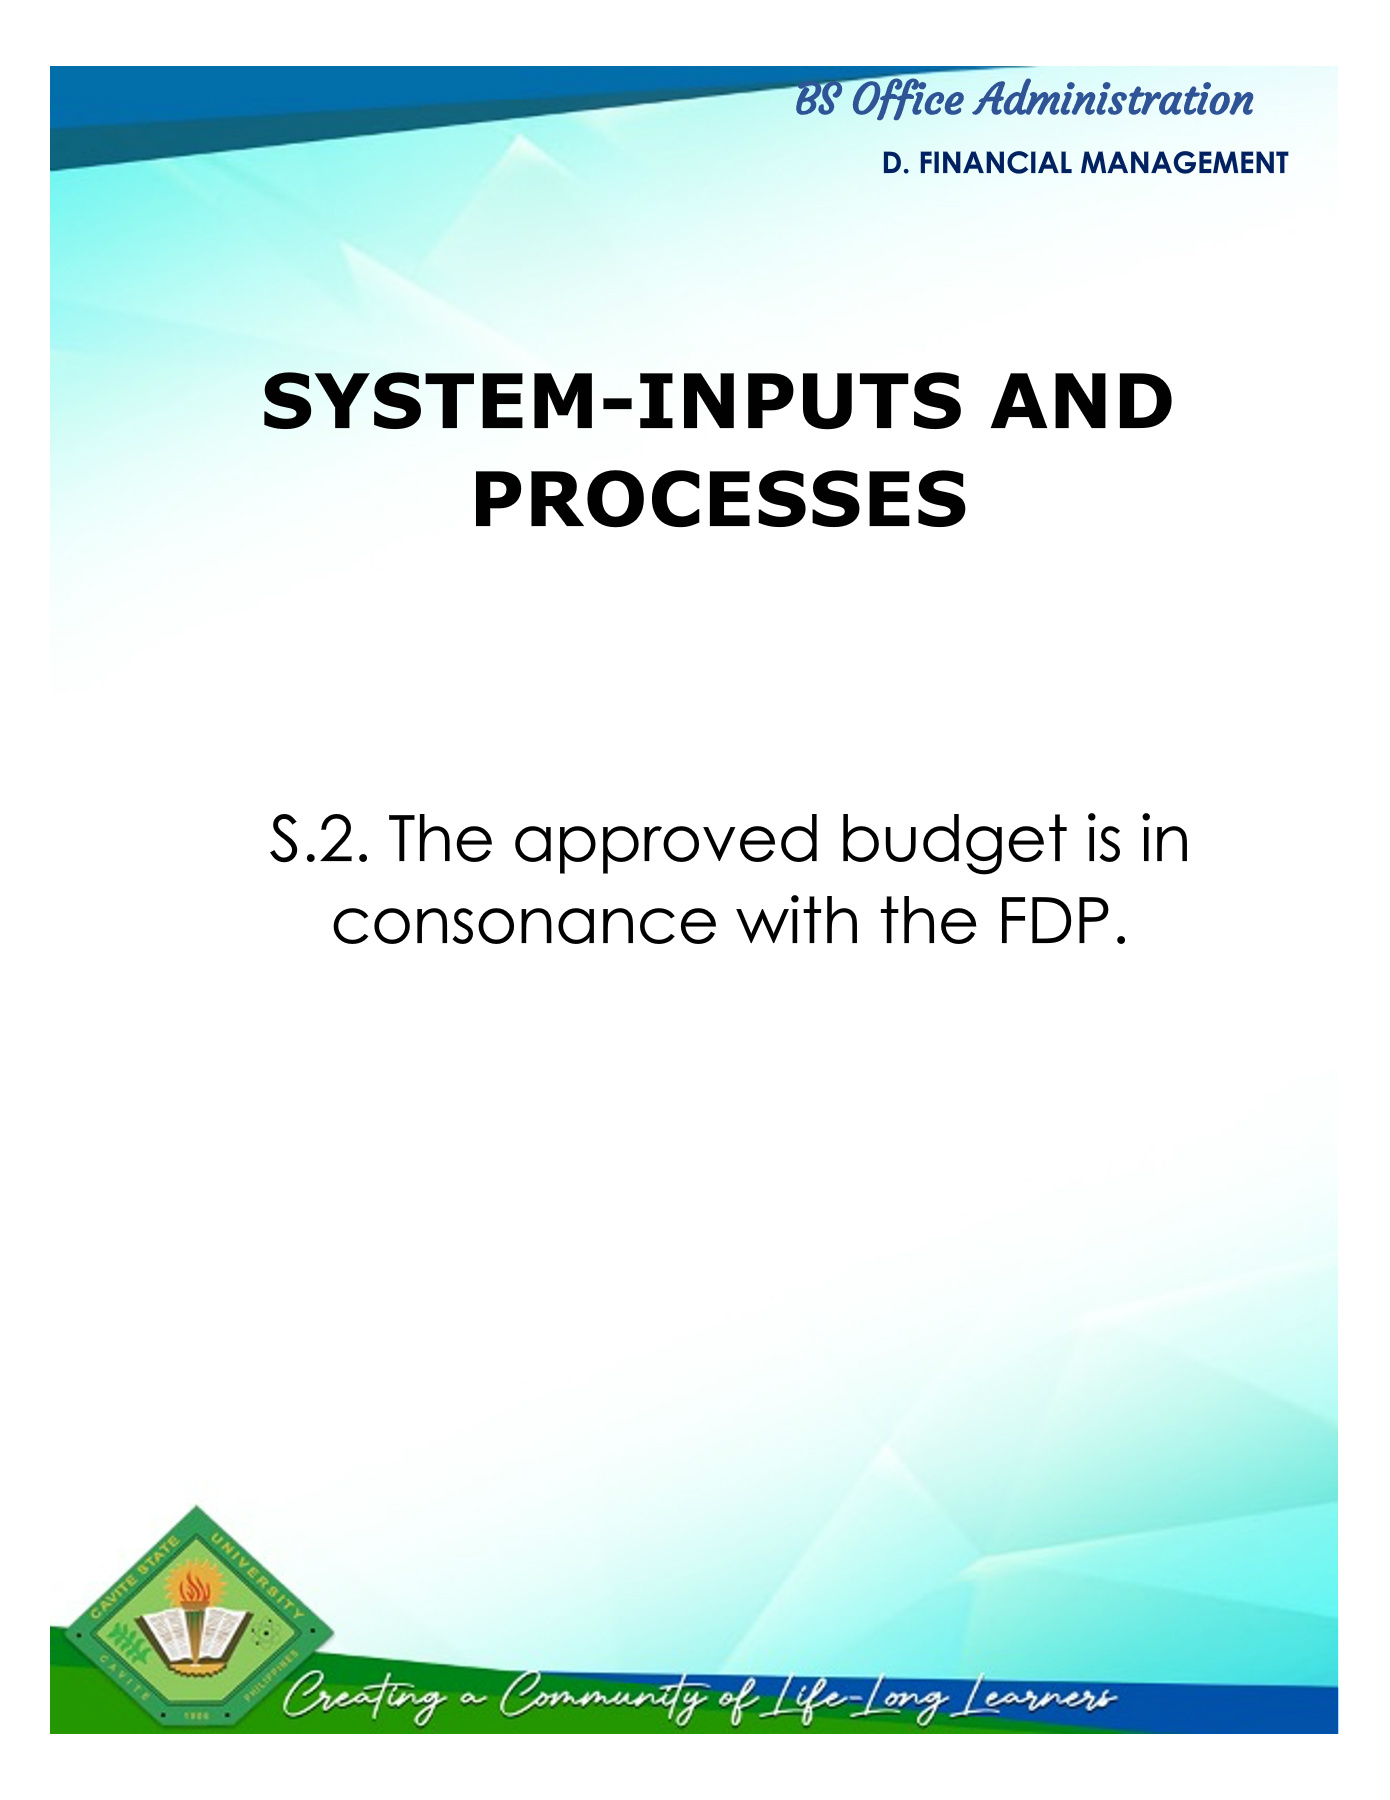 BS Office Administration
D. FINANCIAL MANAGEMENT
SYSTEM-INPUTS AND
PROCESSES
S.2. The approved budget is in
consonance with the FDP.
CAVITE STATE UNIVERSITY
CAVITE
PHILIPPINES
1906
Creating a Community of Life-Long Learners